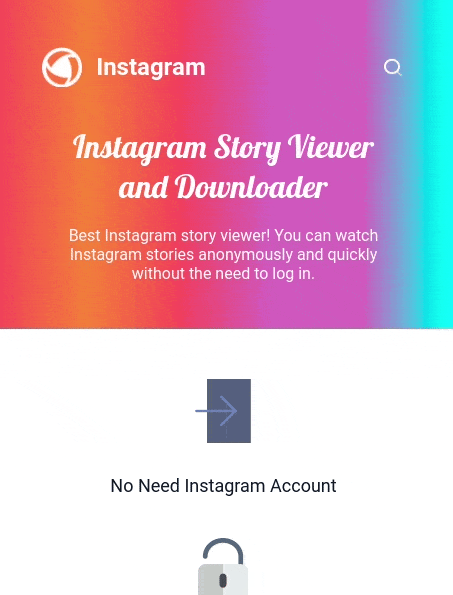 Instagram
Instagram Story Viewer
and Downloader
Best Instagram story viewer! You can watch
Instagram stories anonymously and quickly
without the need to log in.
No Need Instagram Account